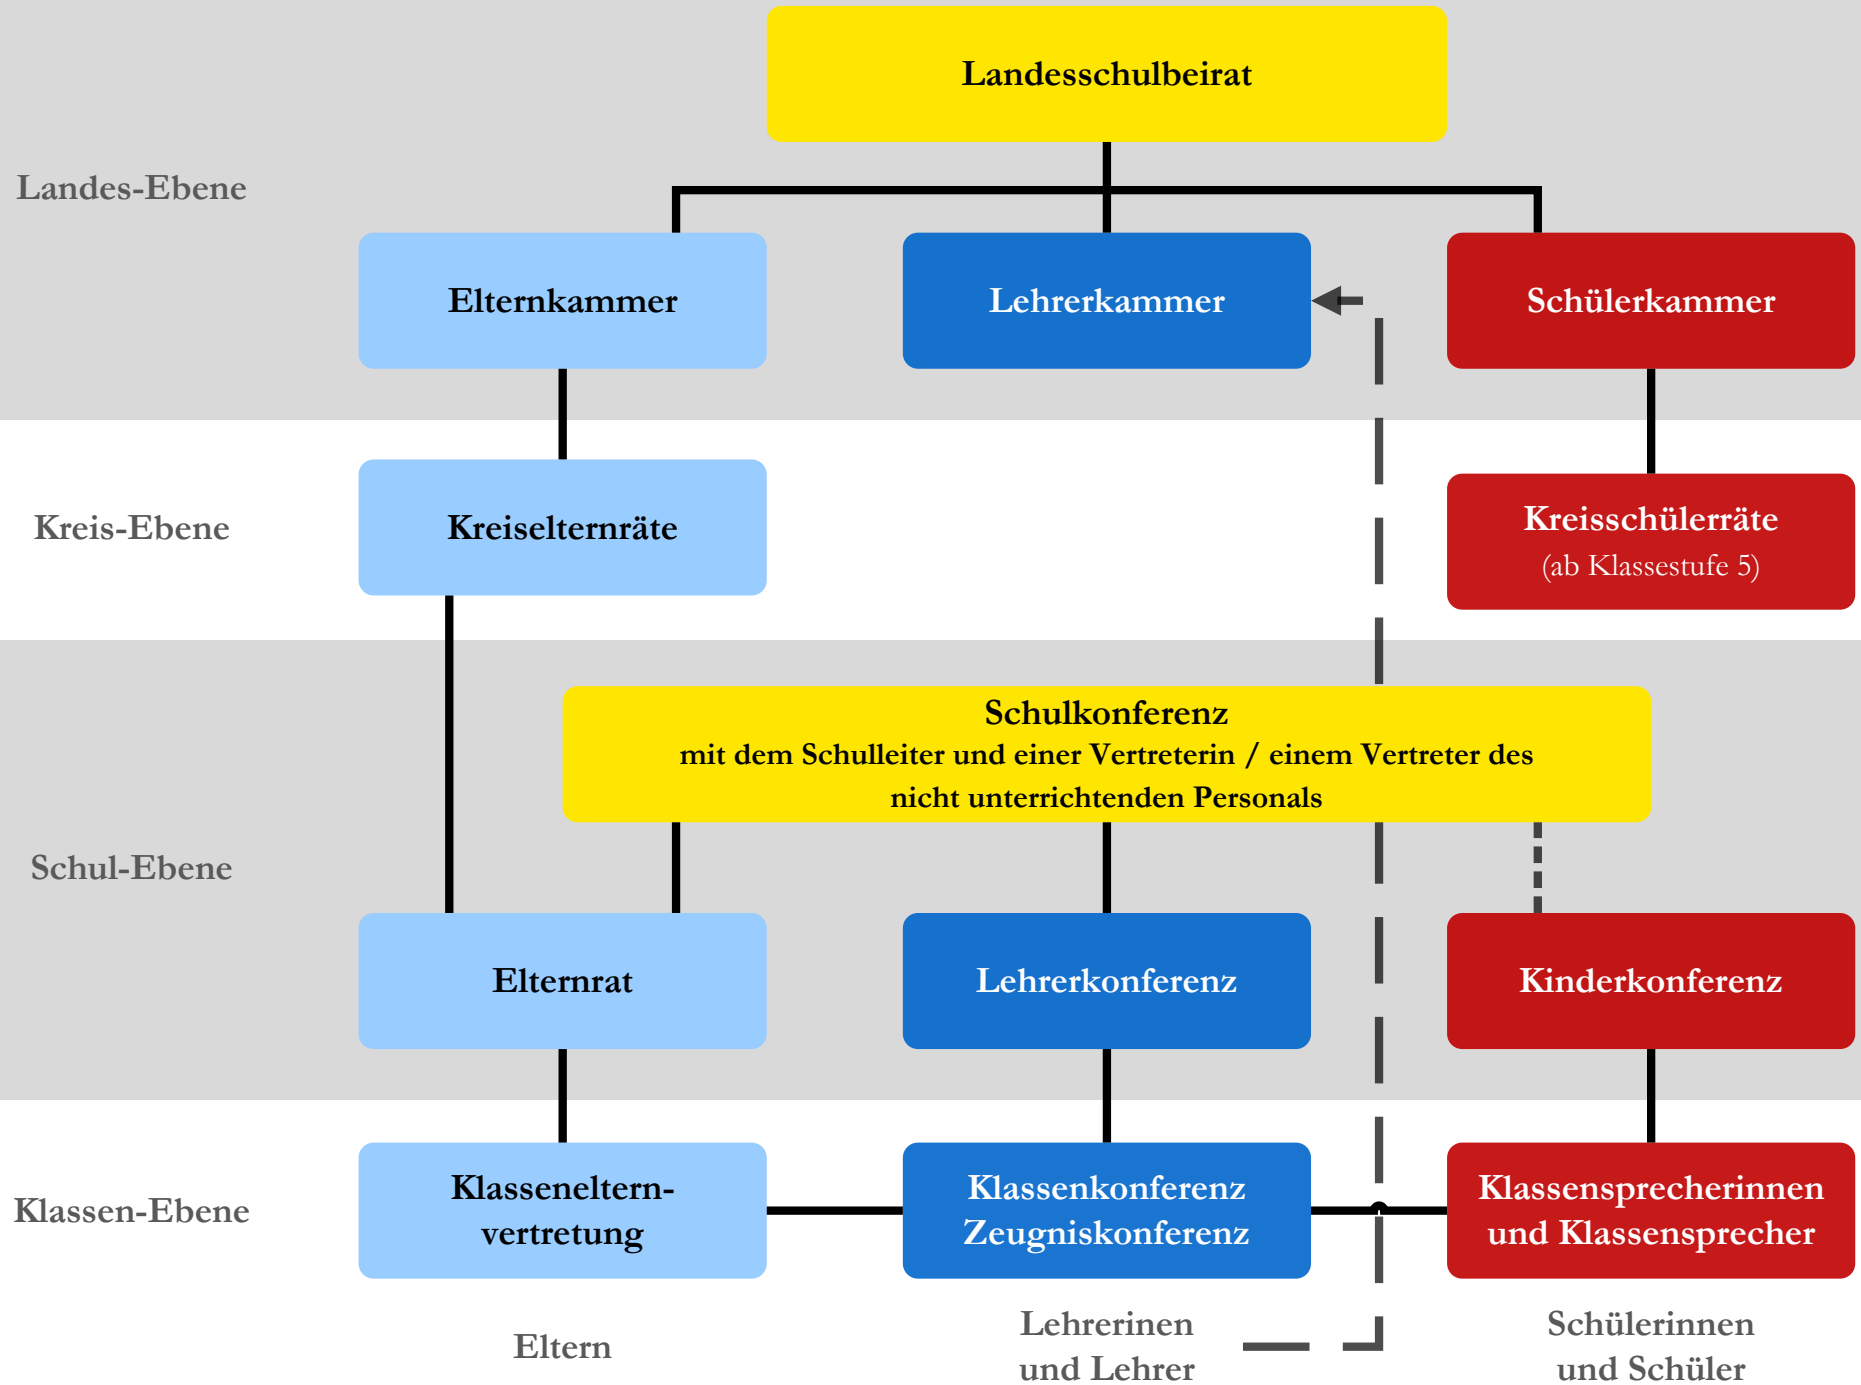 Landesschulbeirat
Landes-Ebene
Elternkammer
Lehrerkammer
Schülerkammer
Kreis-Ebene
Kreiselternräte
Kreisschülerräte
(ab Klassestufe 5)
Schulkonferenz
mit dem Schulleiter und einer Vertreterin / einem Vertreter des
nicht unterrichtenden Personals
Schul-Ebene
Elternrat
Lehrerkonferenz
Kinderkonferenz
Klassen-Ebene
Klasseneltern-
vertretung
Klassenkonferenz
Zeugniskonferenz
Klassensprecherinnen
und Klassensprecher
Eltern
Lehrerinen
und Lehrer
Schülerinnen
und Schüler